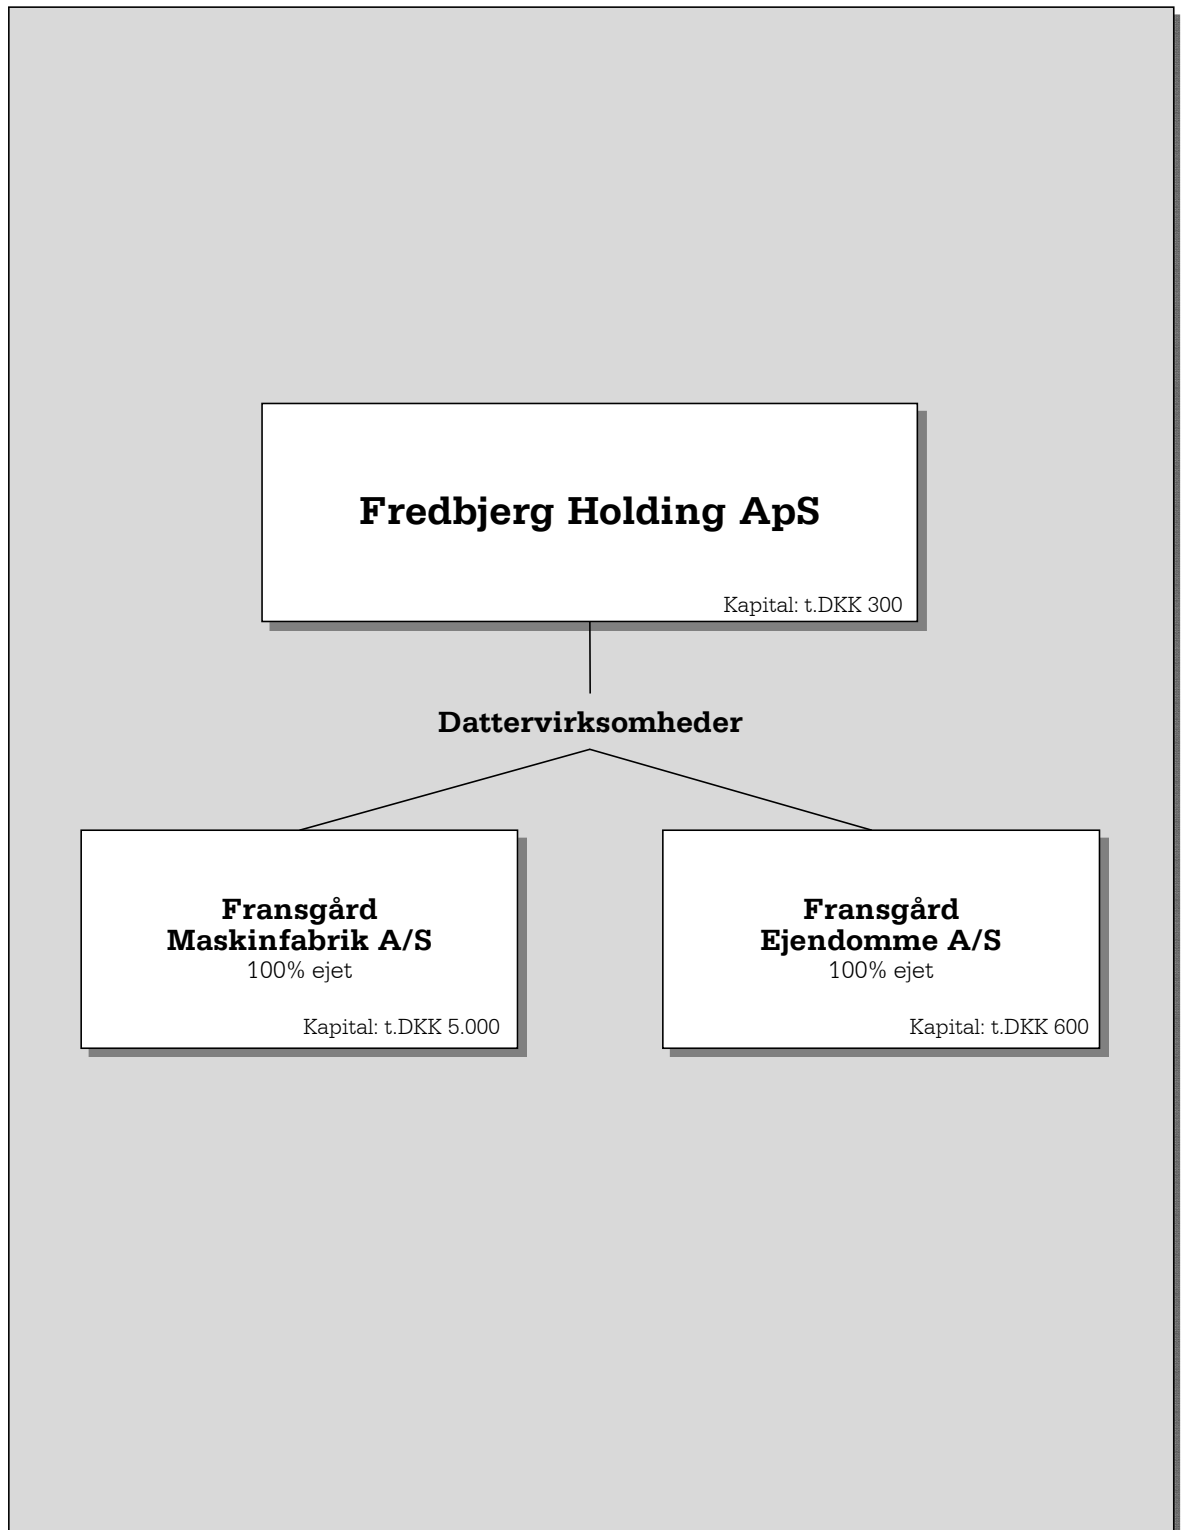 Fredbjerg Holding ApS
Kapital: t.DKK 300
Dattervirksomheder
Fransgård
Maskinfabrik A/S
100% ejet
Kapital: t.DKK 5.000
Fransgård
Ejendomme A/S
100% ejet
Kapital: t.DKK 600